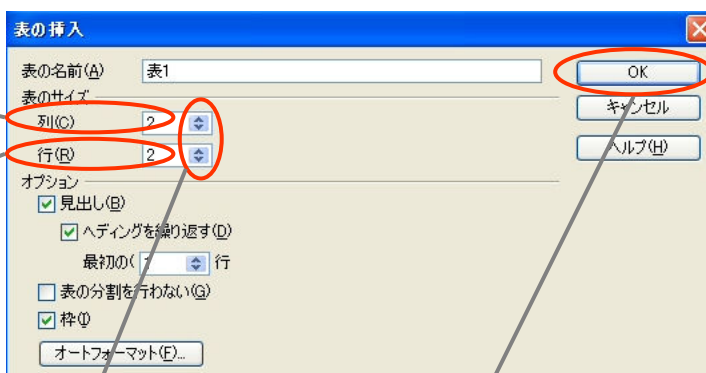 表の挿入
表の名前(A) 表1
OK
表のサイズ
キャンセル
列(C) 2
行(R) 2
ヘルプ(H)
オプション
見出し(B)
ヘディングを繰り返す(D)
最初の( 行
表の分割を行わない(G)
枠(I)
オートフォーマット(F)...